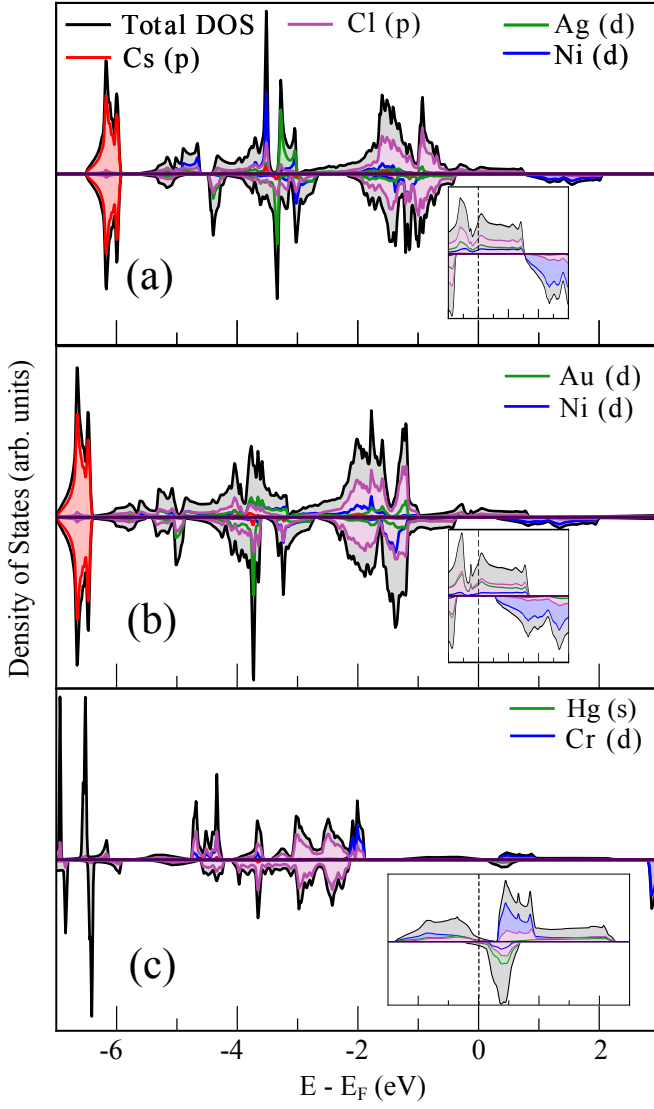 Total DOS Cl (p) Ag (d)
Cs (p) Ni (d)
(a)
Au (d)
Ni (d)
(b)
Hg (s)
Cr (d)
(c)
Density of States (arb. units)
-6 -4 -2 0 2
E - E_F (eV)